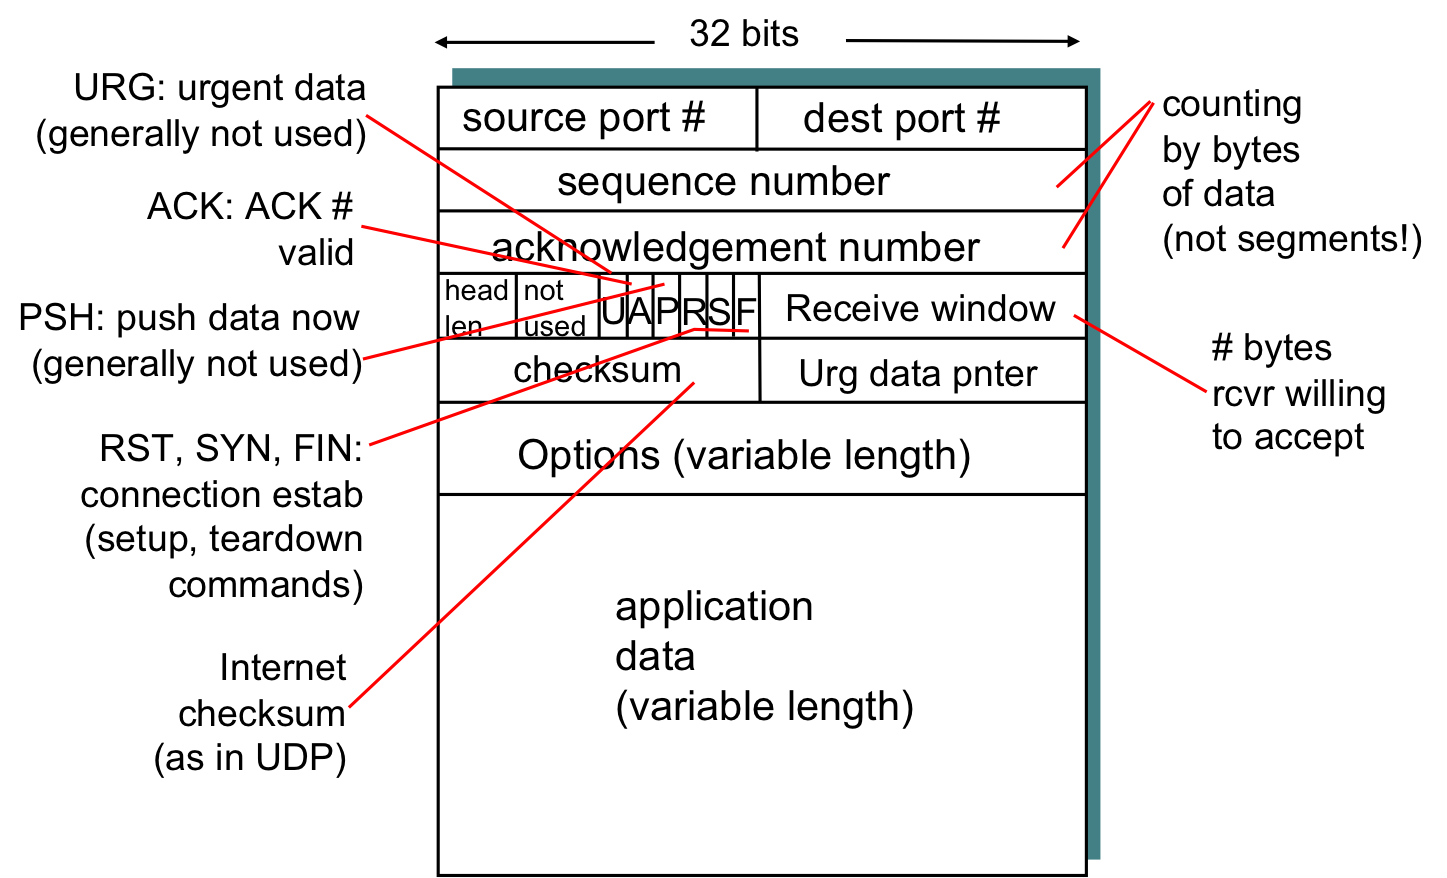 32 bits
URG: urgent data
(generally not used)
ACK: ACK #
valid
PSH: push data now
(generally not used)
RST, SYN, FIN:
connection estab
(setup, teardown
commands)
Internet
checksum
(as in UDP)
source port #
dest port #
sequence number
acknowledgement number
head
len
not
used
U
A
P
R
S
F
Receive window
checksum
Urg data pnter
Options (variable length)
application
data
(variable length)
counting
by bytes
of data
(not segments!)
# bytes
rcvr willing
to accept